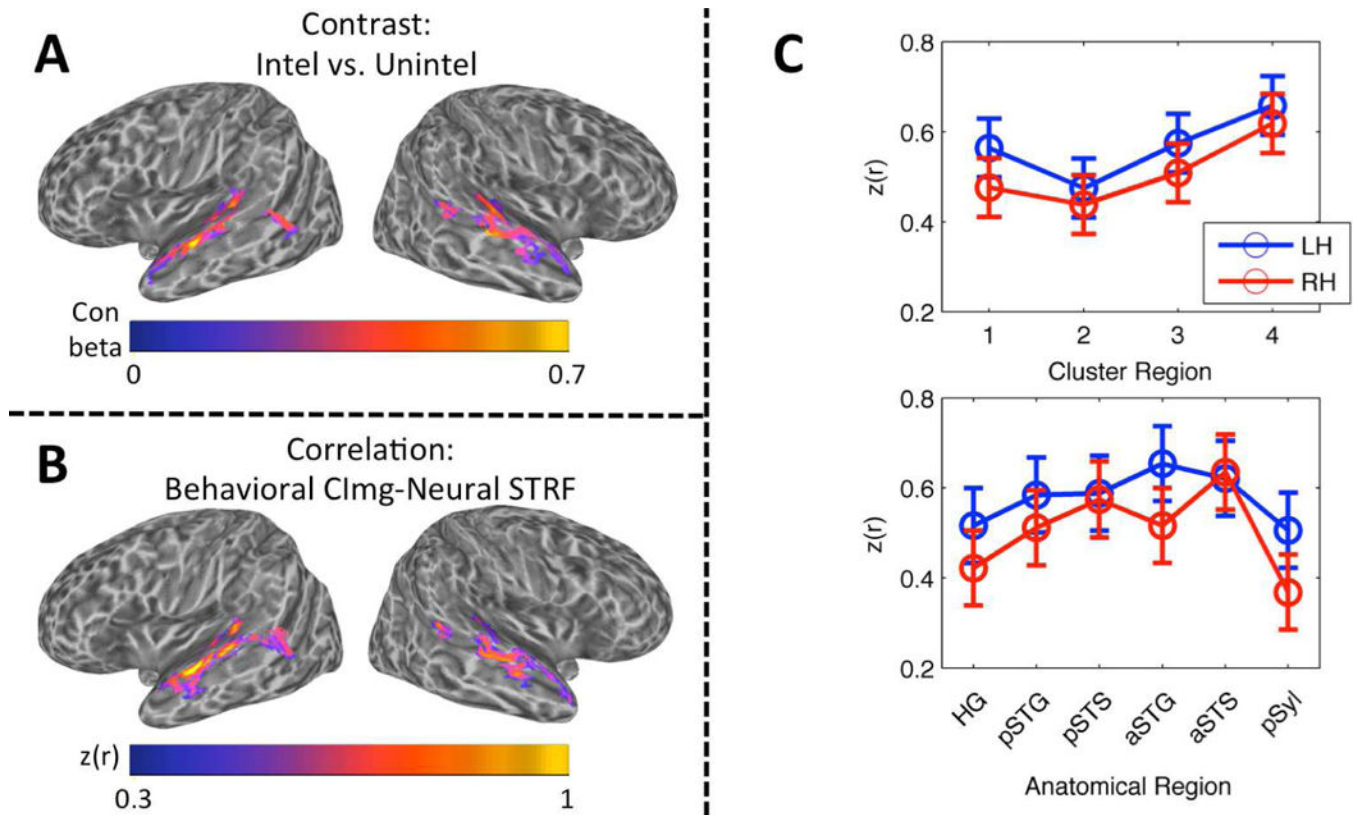 A
Contrast:
Intel vs. Unintel
Con
beta
0
0.7
B
Correlation:
Behavioral CImg-Neural STRF
z(r)
0.3
1
C
0.8
0.6
0.4
0.2
z(r)
LH
RH
1 2 3 4
Cluster Region
0.8
0.6
0.4
0.2
z(r)
HG pSTG pSTS aSTG aSTS pSyl
Anatomical Region